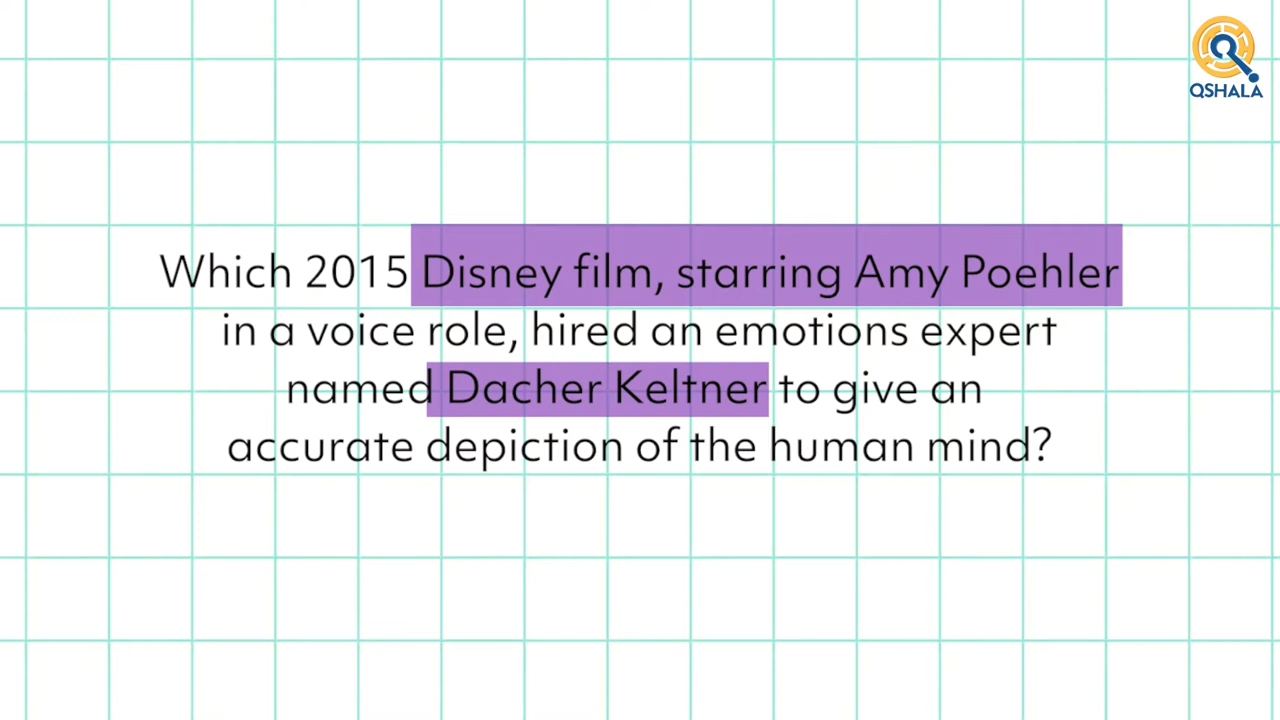 QSHALA
Which 2015 Disney film, starring Amy Poehler
in a voice role, hired an emotions expert
named Dacher Keltner to give an
accurate depiction of the human mind?